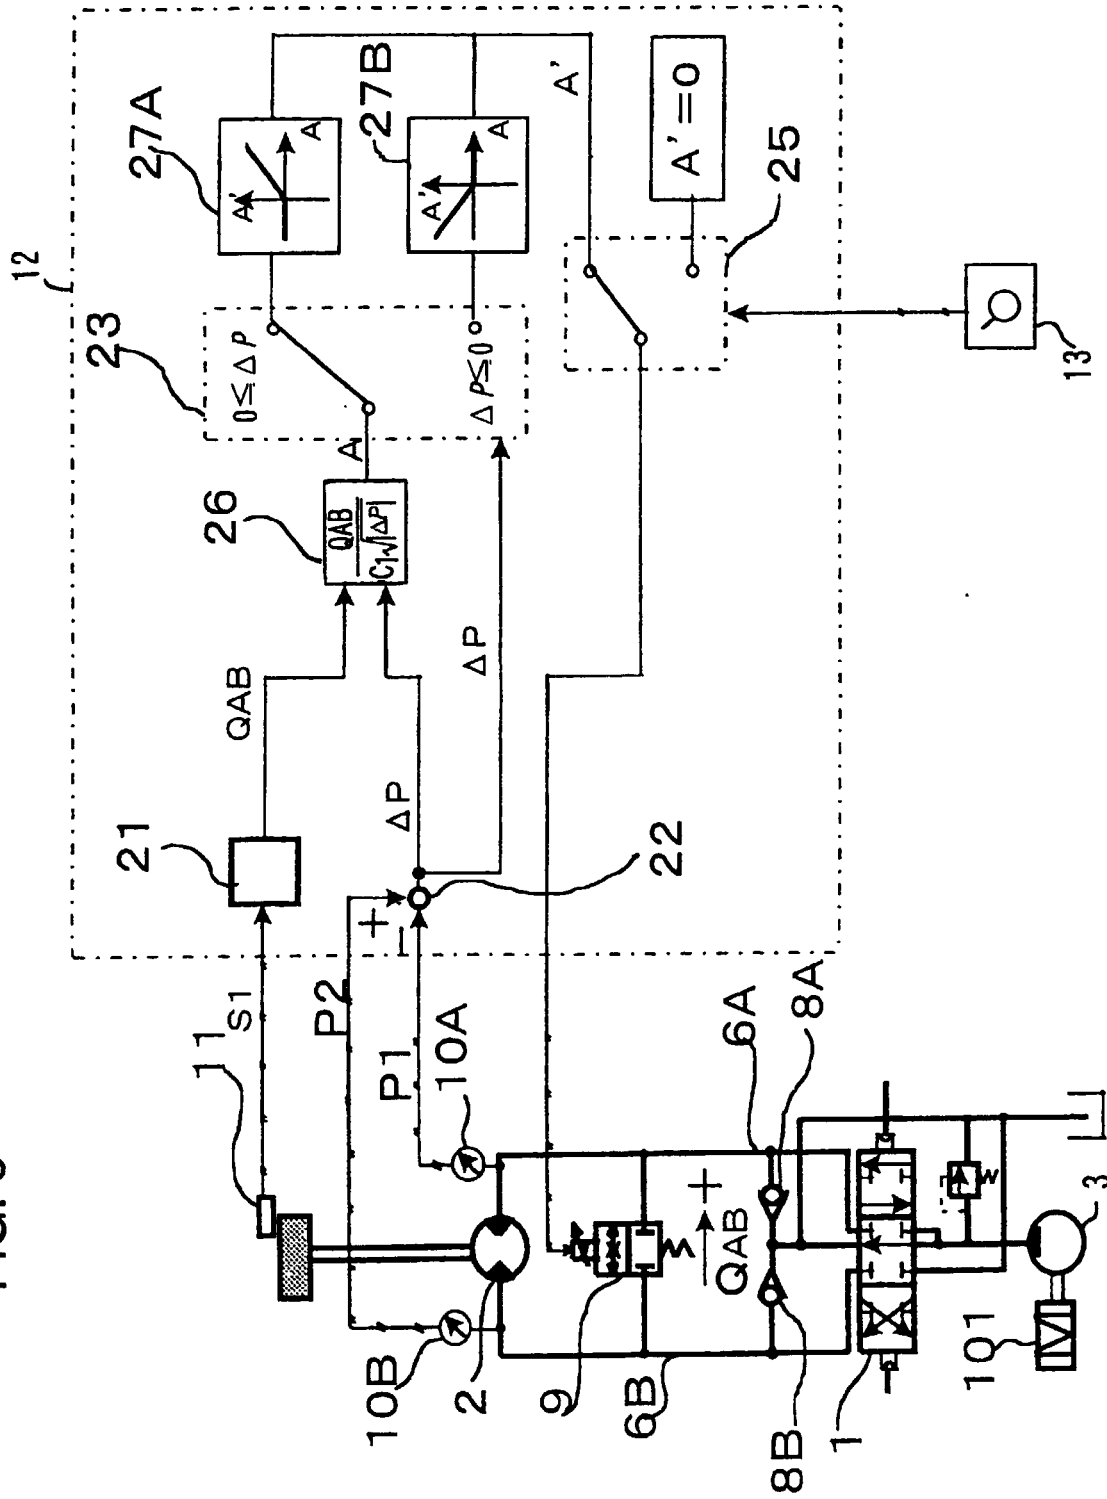 12
11
S1
21
QAB
26
23
27A
A'
A
QAB
C1√|ΔP|
A
0≦ΔP
ΔP≦0
27B
A'
A
10B
P2
P1
10A
+
−
ΔP
ΔP
22
2
9
6B
6A
+
QAB
8B
8A
A'
A'=0
25
1
101
3
13